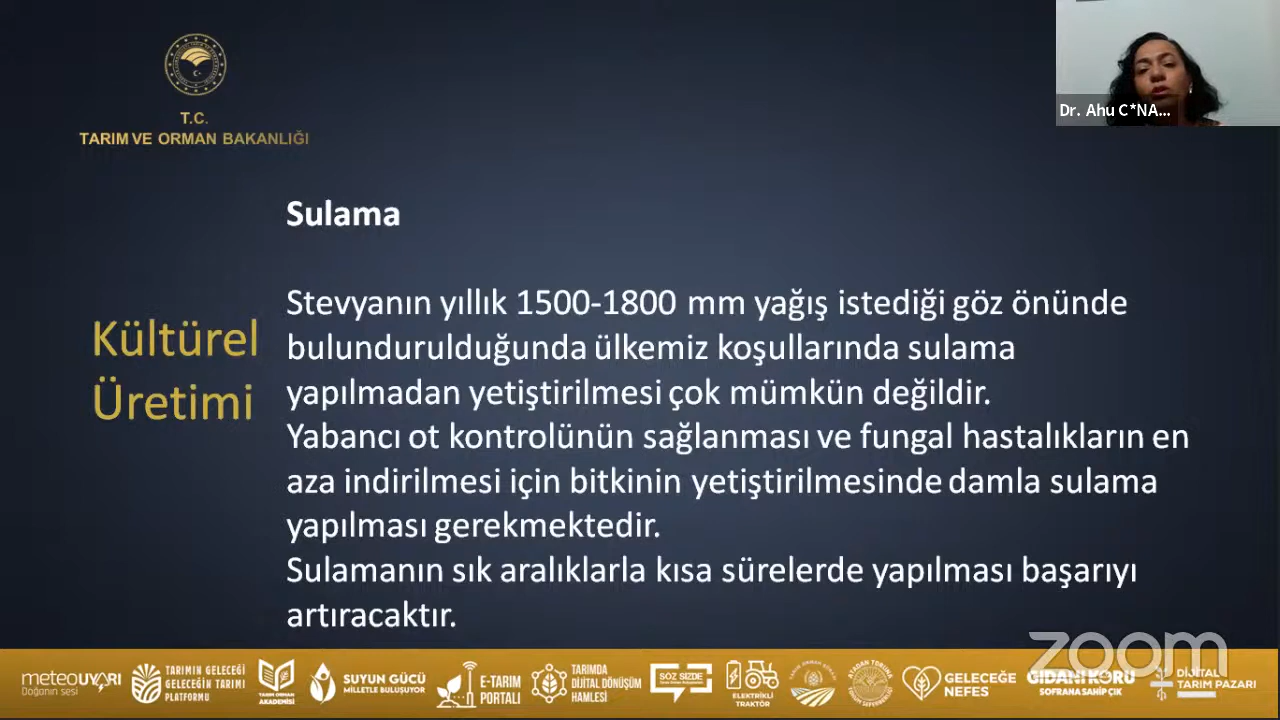 T.C.
TARIM VE ORMAN BAKANLIĞI
Dr. Ahu C*NA...
Sulama
Kültürel
Üretimi
Stevyanın yıllık 1500-1800 mm yağış istediği göz önünde
bulundurulduğunda ülkemiz koşullarında sulama
yapılmadan yetiştirilmesi çok mümkün değildir.
Yabancı ot kontrolünün sağlanması ve fungal hastalıkların en
aza indirilmesi için bitkinin yetiştirilmesinde damla sulama
yapılması gerekmektedir.
Sulamanın sık aralıklarla kısa sürelerde yapılması başarıyı
artıracaktır.
zoom
meteoUYARI
Doğanın sesi
TARIMIN GELECEĞİ
GELECEĞİN TARIMI
PLATFORMU
TARIM ORMAN
AKADEMİSİ
SUYUN GÜCÜ
MİLLETLE BULUŞUYOR
E-TARIM
PORTALI
TARIMDA
DİJİTAL DÖNÜŞÜM
HAMLESİ
SÖZ SİZDE
ELEKTRİKLİ
TRAKTÖR
GELECEĞE
NEFES
GIDANI KORU
SOFRANA SAHİP ÇIK
DİJİTAL
TARIM PAZARI